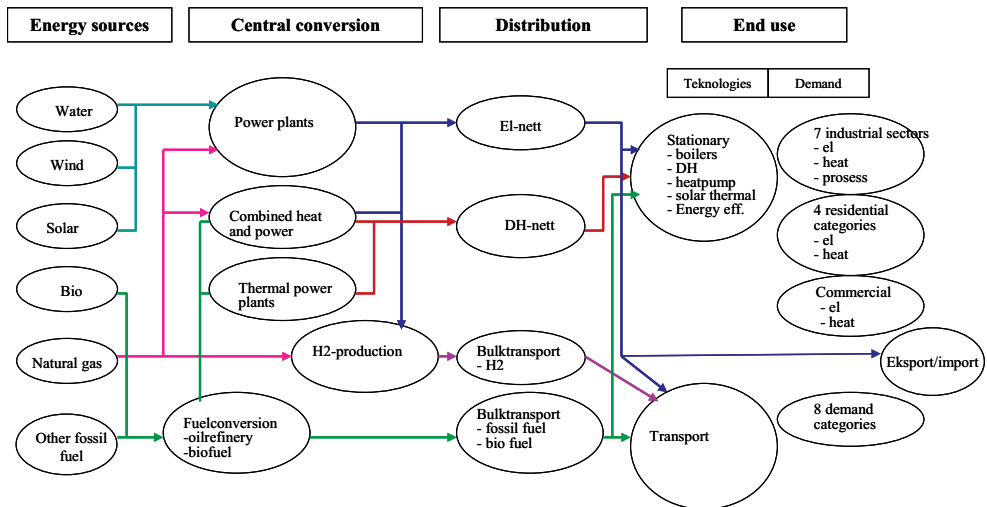 Energy sources
Central conversion
Distribution
End use
Teknologies
Demand
Water
Wind
Solar
Bio
Natural gas
Other fossil
fuel
Power plants
Combined heat
and power
Thermal power
plants
H2-production
Fuelconversion
-oilrefinery
-biofuel
El-nett
DH-nett
Bulktransport
- H2
Bulktransport
- fossil fuel
- bio fuel
Stationary
- boilers
- DH
- heatpump
- solar thermal
- Energy eff.
Transport
7 industrial sectors
- el
- heat
- prosess
4 residential
categories
- el
- heat
Commercial
- el
- heat
Eksport/import
8 demand
categories